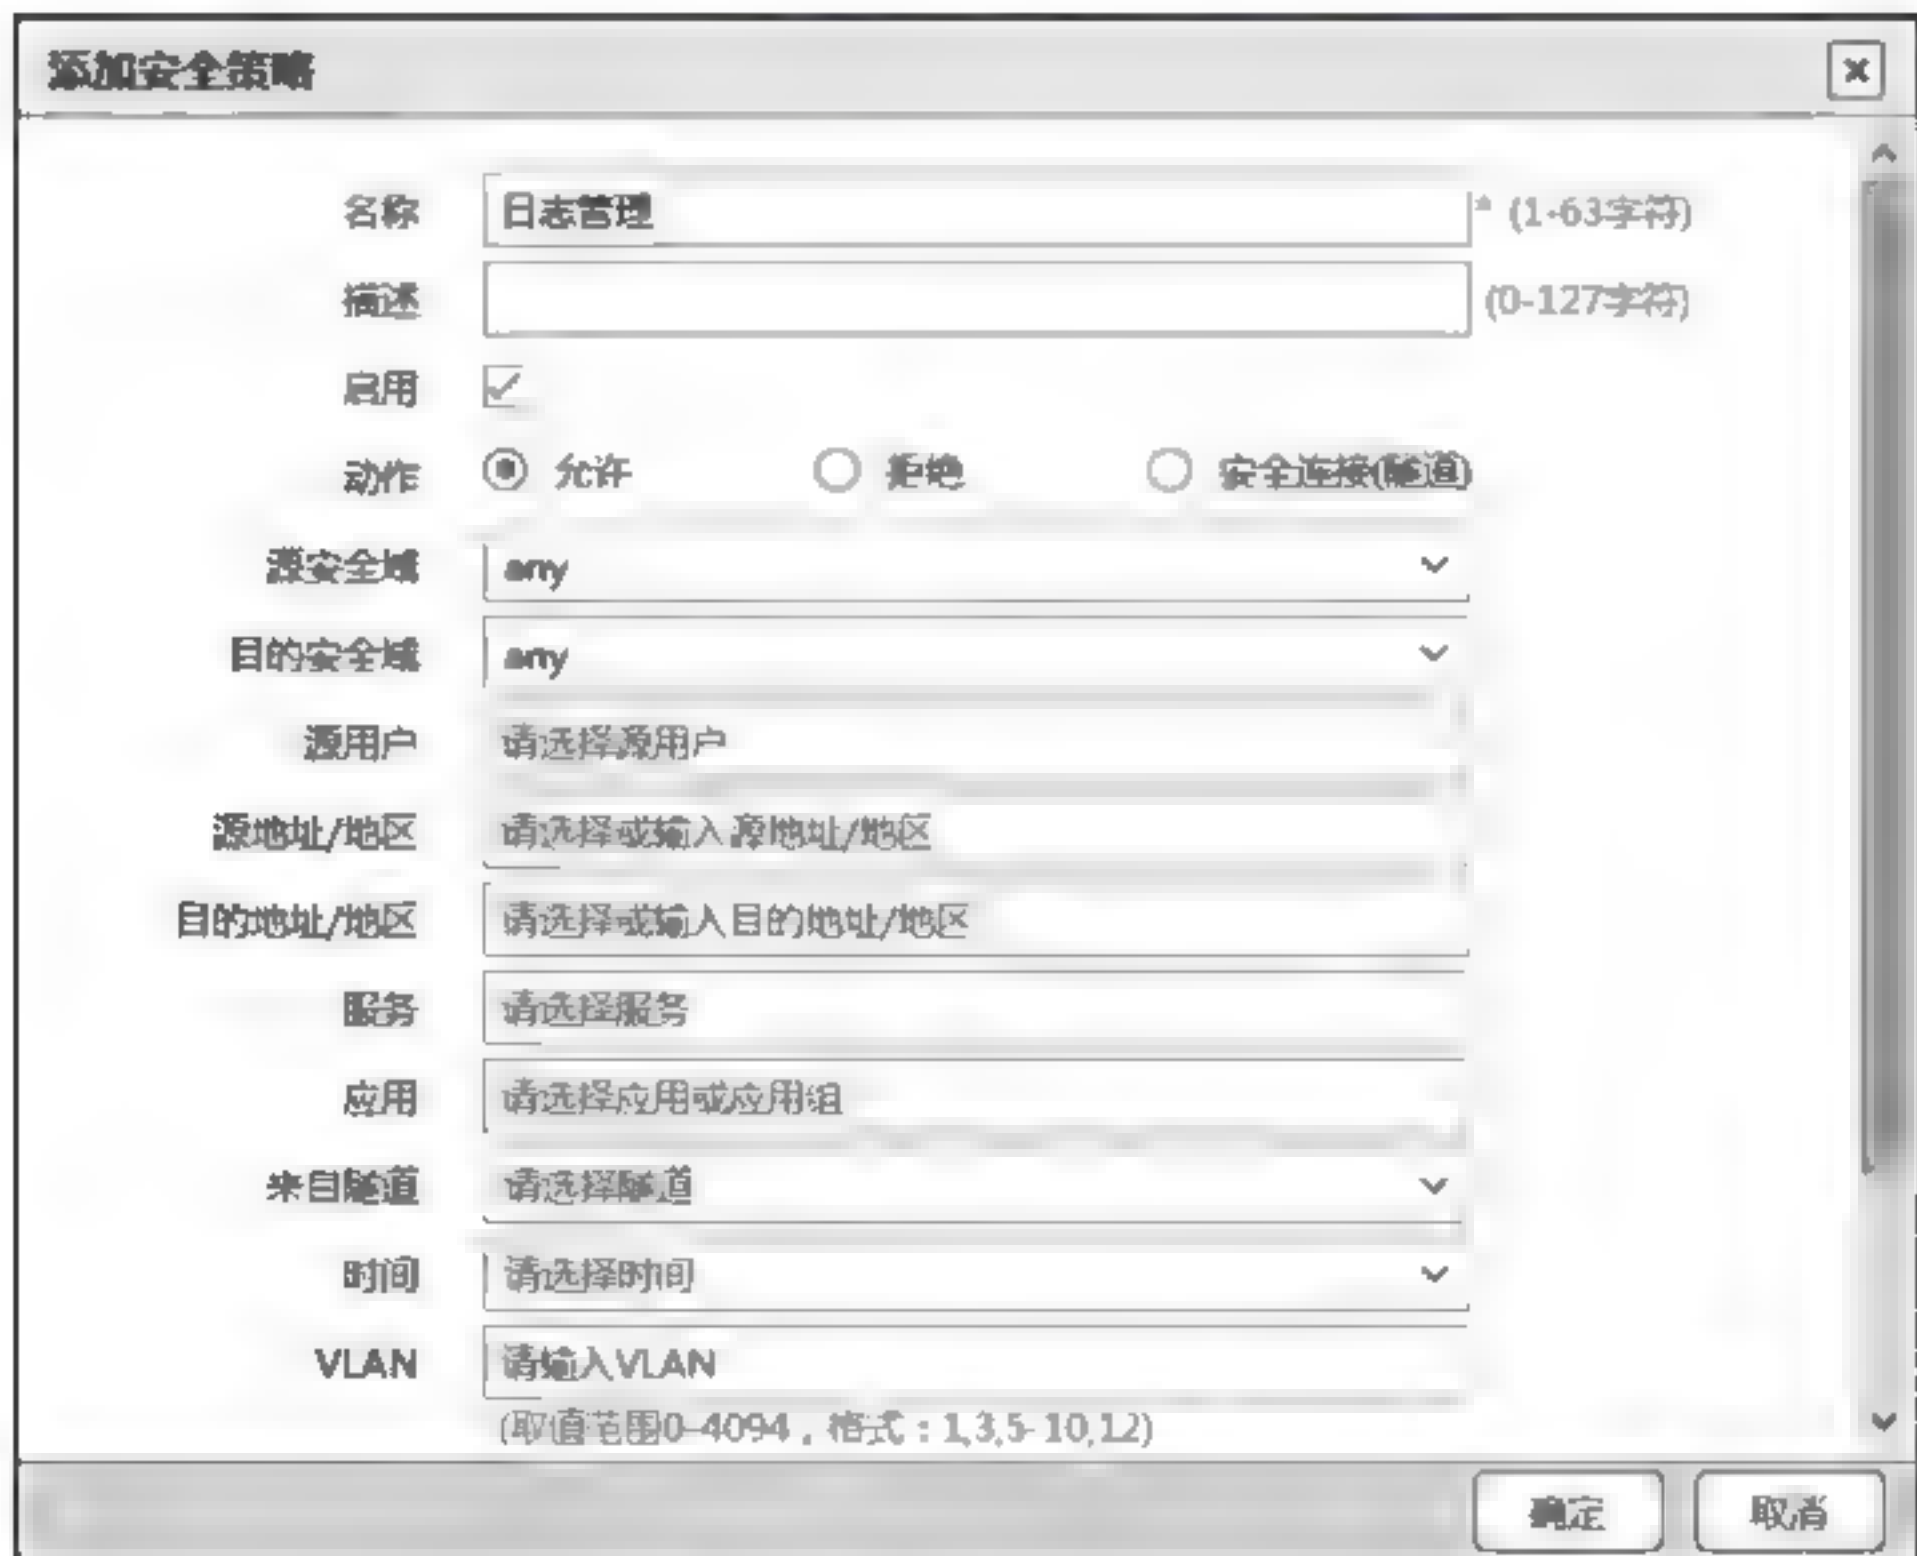 添加安全策略
名称 日志管理 * (1-63字符)
描述 (0-127字符)
启用
动作 允许 拒绝 安全连接(隧道)
源安全域 any
目的安全域 any
源用户 请选择源用户
源地址/地区 请选择或输入源地址/地区
目的地址/地区 请选择或输入目的地址/地区
服务 请选择服务
应用 请选择应用或应用组
来自隧道 请选择隧道
时间 请选择时间
VLAN 请输入VLAN
(取值范围0-4094，格式：1,3,5-10,12)
确定 取消